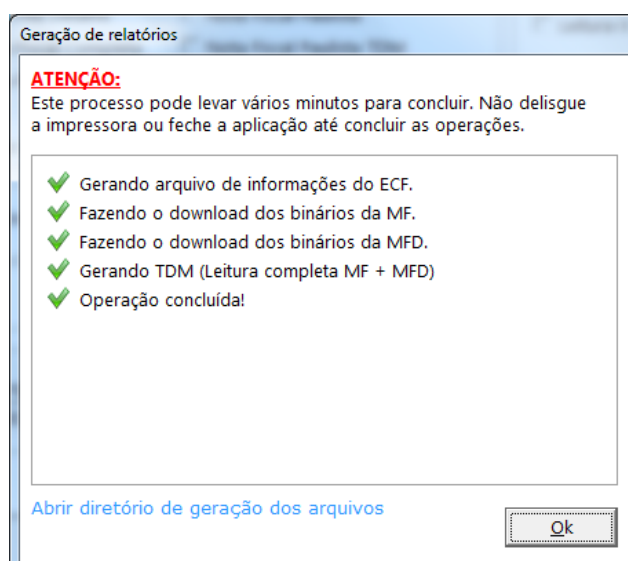 Geração de relatórios
ATENÇÃO:
Este processo pode levar vários minutos para concluir. Não delisgue
a impressora ou feche a aplicação até concluir as operações.
Gerando arquivo de informações do ECF.
Fazendo o download dos binários da MF.
Fazendo o download dos binários da MFD.
Gerando TDM (Leitura completa MF + MFD)
Operação concluída!
Abrir diretório de geração dos arquivos
Ok